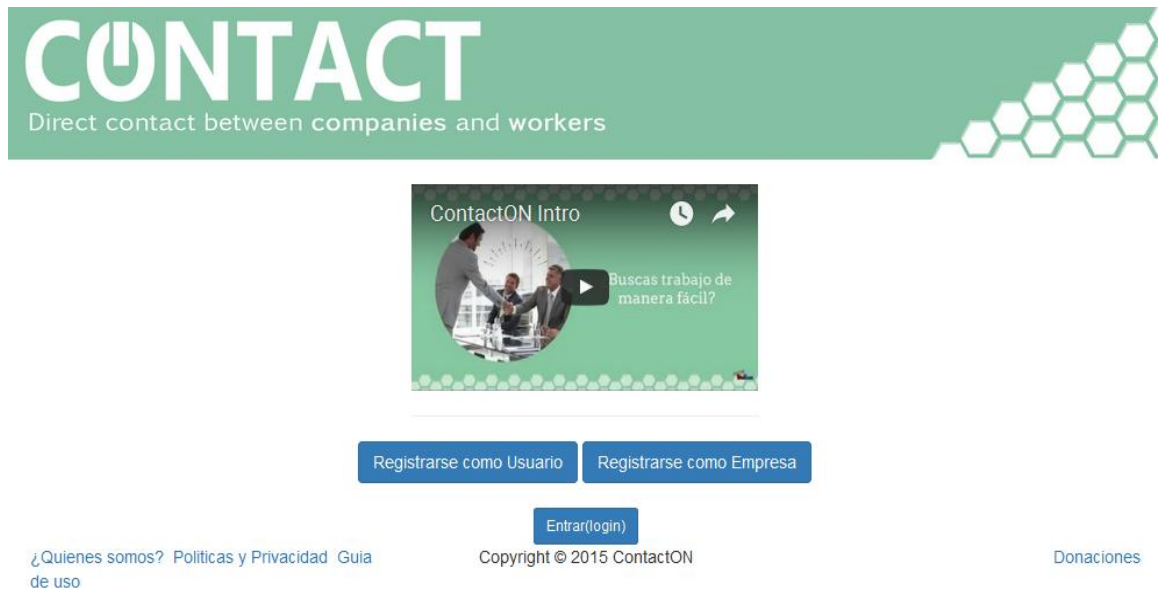 CONTACT
Direct contact between companies and workers
ContactON Intro
Buscas trabajo de
manera fácil?
Registrarse como Usuario
Registrarse como Empresa
Entrar(login)
¿Quienes somos? Politicas y Privacidad Guia
de uso
Copyright © 2015 ContactON
Donaciones